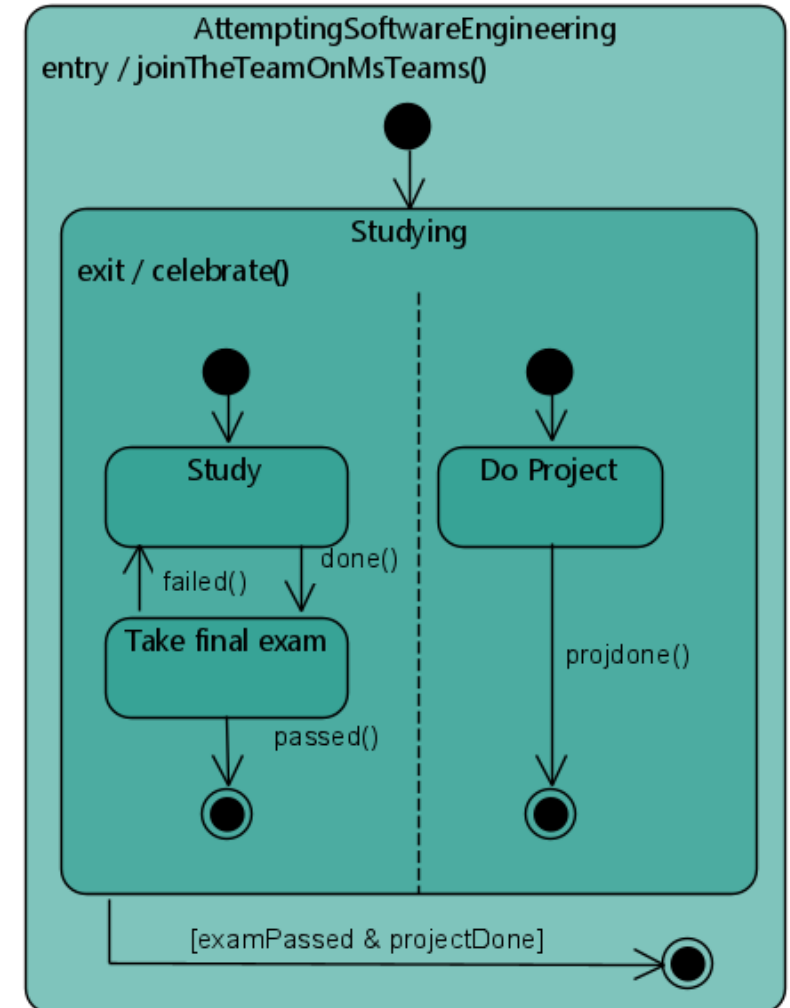 AttemptingSoftwareEngineering
entry / joinTheTeamOnMsTeams()
Studying
exit / celebrate()
Study
Do Project
done()
failed()
Take final exam
projdone()
passed()
[examPassed & projectDone]